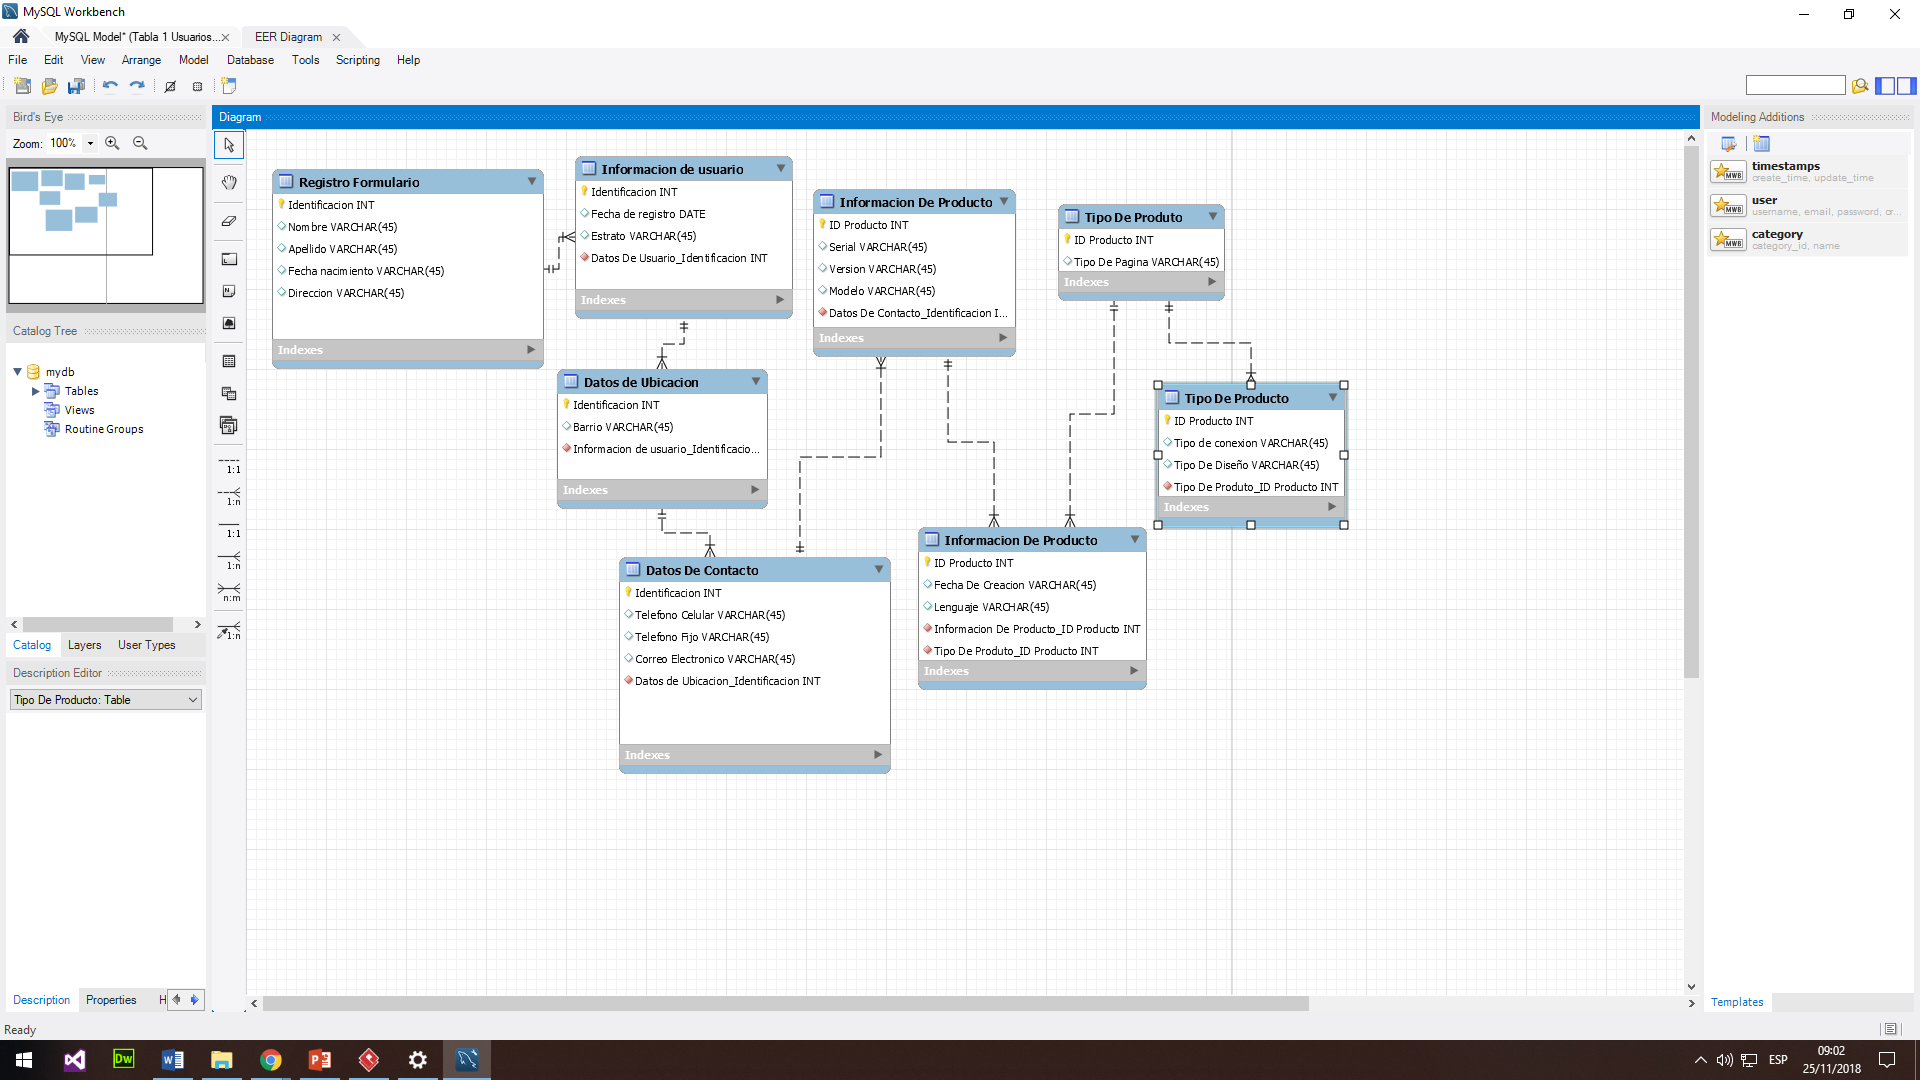 MySQL Workbench
MySQL Model* (Tabla 1 Usuarios... EER Diagram
File Edit View Arrange Model Database Tools Scripting Help
Bird's Eye
Zoom: 100%
Catalog Tree
mydb
Tables
Views
Routine Groups
Catalog Layers User Types
Description Editor
Tipo De Producto: Table
Description Properties H
Diagram
1:1
1:n
1:1
1:n
n:m
1:n
Registro Formulario
Identificacion INT
Nombre VARCHAR(45)
Apellido VARCHAR(45)
Fecha nacimiento VARCHAR(45)
Direccion VARCHAR(45)
Indexes
Informacion de usuario
Identificacion INT
Fecha de registro DATE
Estrato VARCHAR(45)
Datos De Usuario_Identificacion INT
Indexes
Informacion De Producto
ID Producto INT
Serial VARCHAR(45)
Version VARCHAR(45)
Modelo VARCHAR(45)
Datos De Contacto_Identificacion I...
Indexes
Tipo De Produto
ID Producto INT
Tipo De Pagina VARCHAR(45)
Indexes
Datos de Ubicacion
Identificacion INT
Barrio VARCHAR(45)
Informacion de usuario_Identificacio...
Indexes
Tipo De Producto
ID Producto INT
Tipo de conexion VARCHAR(45)
Tipo De Diseño VARCHAR(45)
Tipo De Produto_ID Producto INT
Indexes
Datos De Contacto
Identificacion INT
Telefono Celular VARCHAR(45)
Telefono Fijo VARCHAR(45)
Correo Electronico VARCHAR(45)
Datos de Ubicacion_Identificacion INT
Indexes
Informacion De Producto
ID Producto INT
Fecha De Creacion VARCHAR(45)
Lenguaje VARCHAR(45)
Informacion De Producto_ID Producto INT
Tipo De Produto_ID Producto INT
Indexes
Modeling Additions
MWB
timestamps
create_time, update_time
MWB
user
username, email, password, cr...
MWB
category
category_id, name
Templates
Ready
Dw
ESP
09:02
25/11/2018